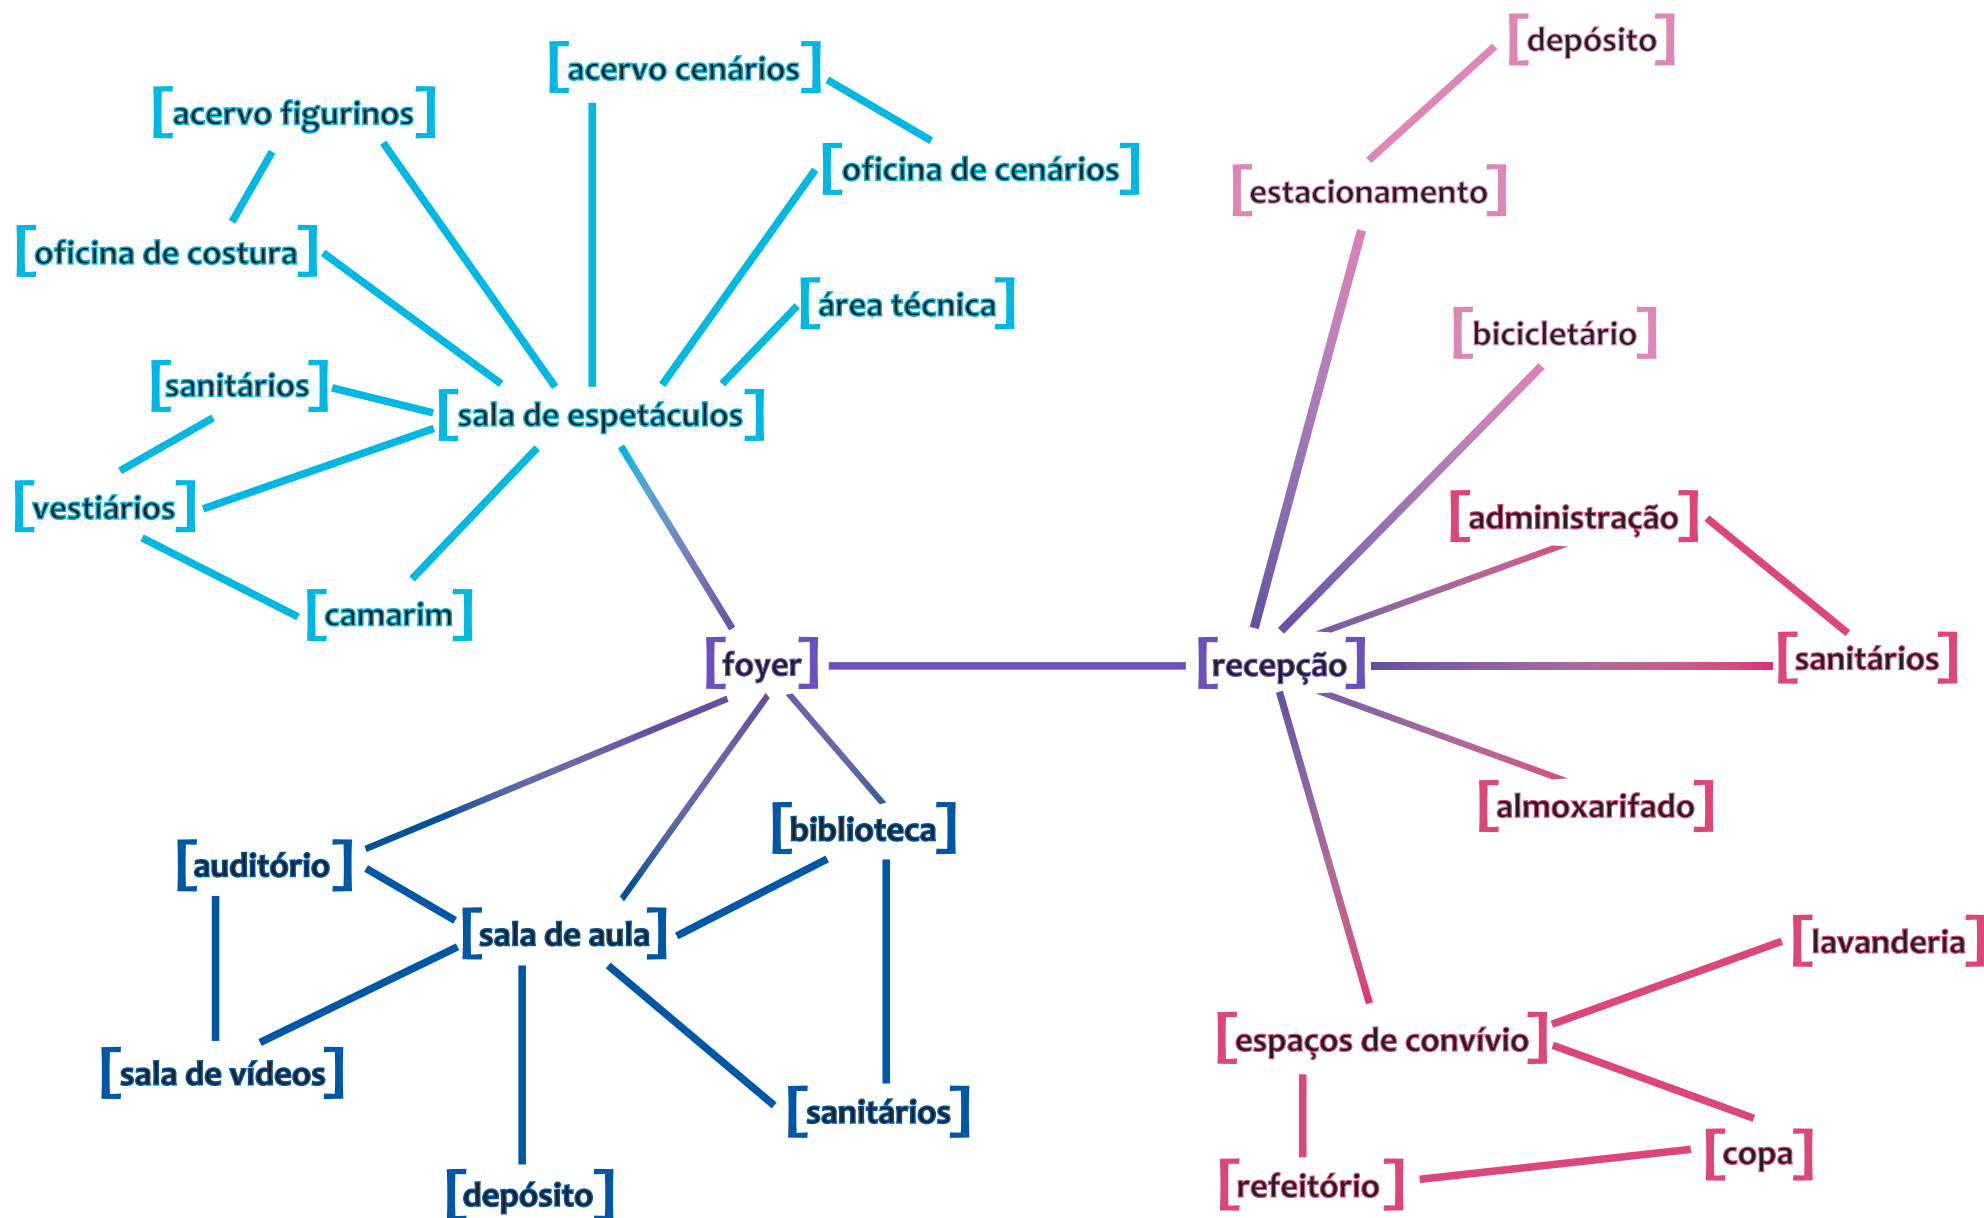 [depósito]
[acervo cenários]
[acervo figurinos]
[oficina de cenários]
[estacionamento]
[oficina de costura]
[área técnica]
[bicicletário]
[sanitários]
[sala de espetáculos]
[vestiários]
[administração]
[camarim]
[foyer]
[recepção]
[sanitários]
[almoxarifado]
[biblioteca]
[auditório]
[sala de aula]
[lavanderia]
[espaços de convívio]
[sala de vídeos]
[sanitários]
[copa]
[depósito]
[refeitório]